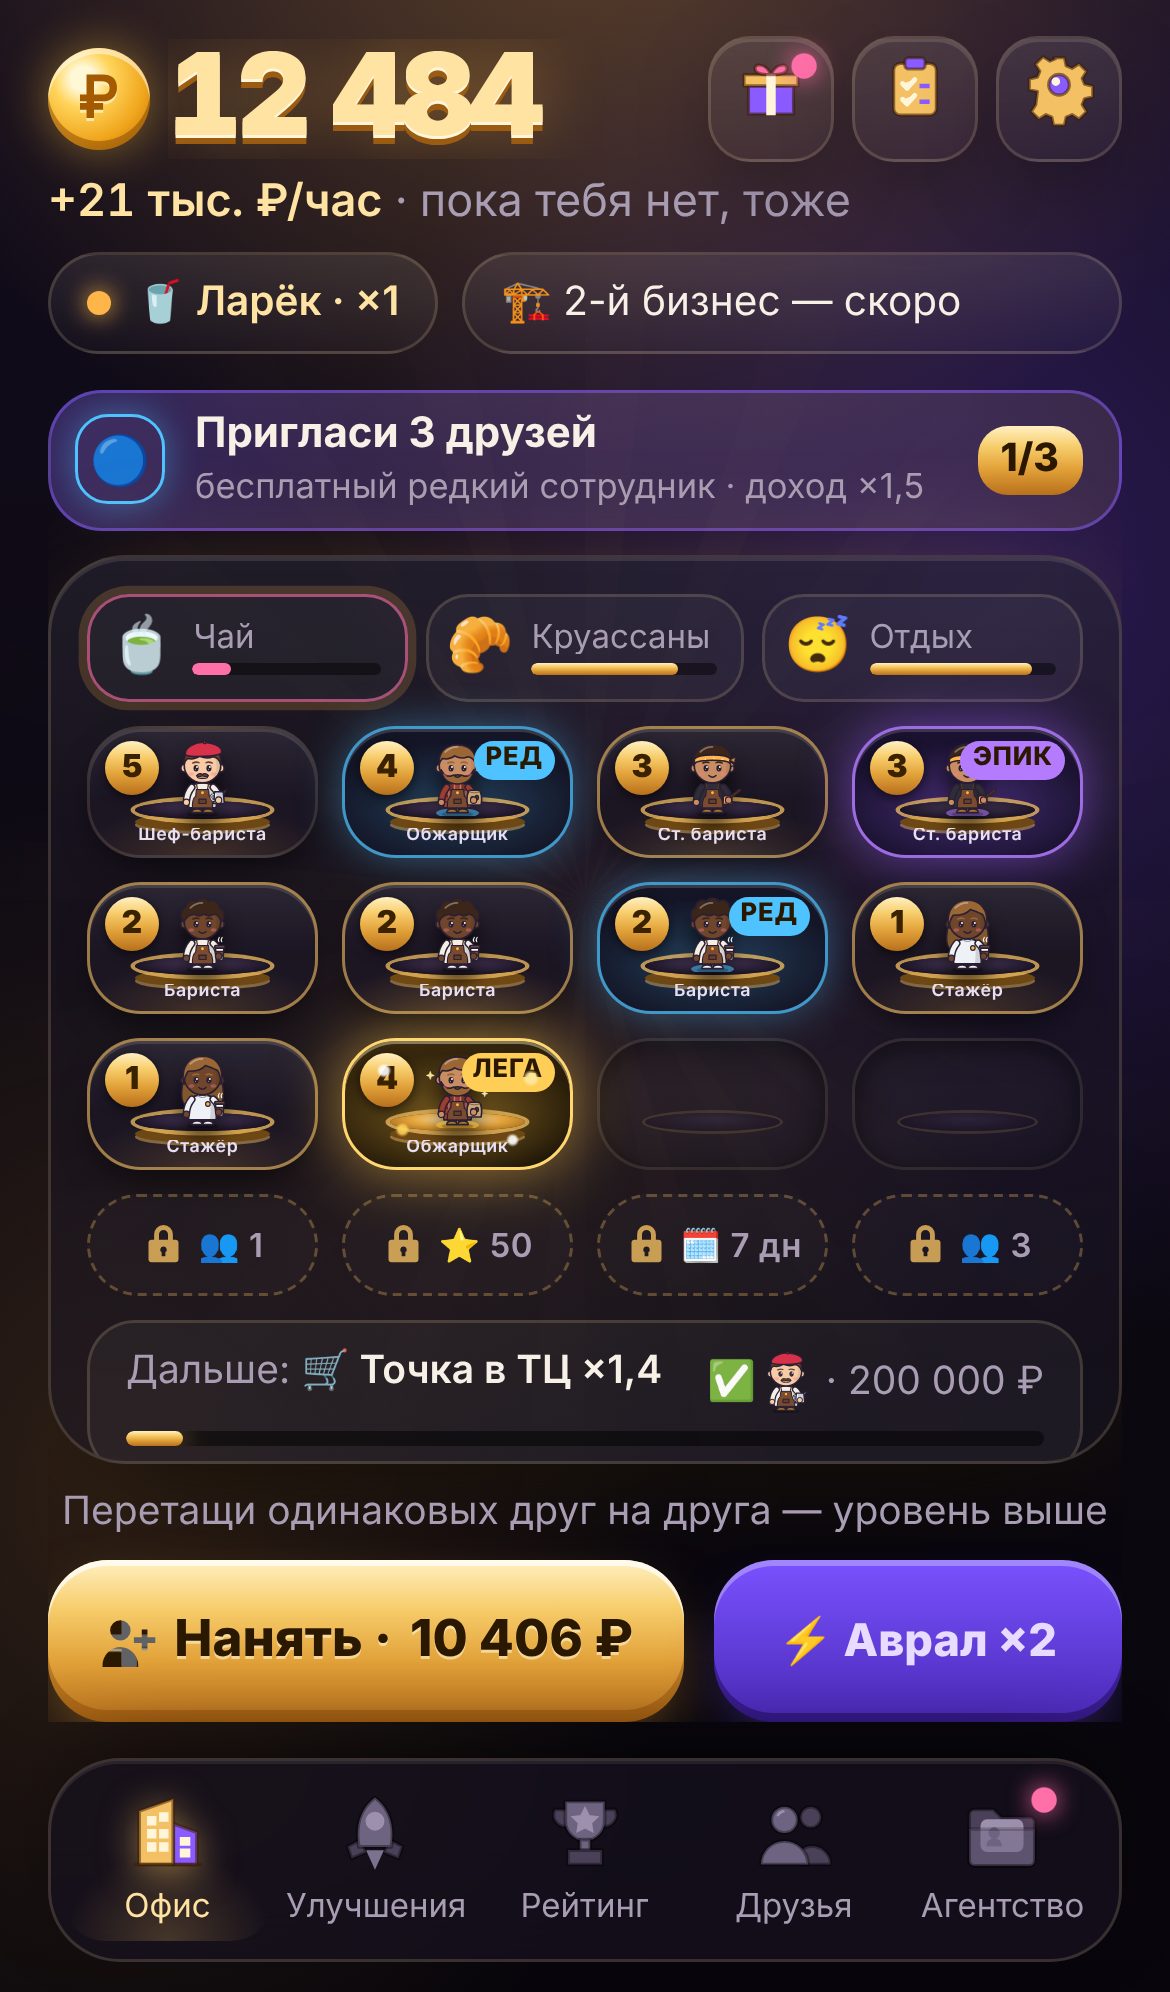 ₽ 12 484
+21 тыс. ₽/час · пока тебя нет, тоже
Ларёк · ×1
2-й бизнес — скоро
Пригласи 3 друзей
бесплатный редкий сотрудник · доход ×1,5
1/3
Чай
Круассаны
Отдых
5 Шеф-бариста
4 РЕД Обжарщик
3 Ст. бариста
3 ЭПИК Ст. бариста
2 Бариста
2 Бариста
2 РЕД Бариста
1 Стажёр
1 Стажёр
4 ЛЕГА Обжарщик
1
50
7 дн
3
Дальше: Точка в ТЦ ×1,4 · 200 000 ₽
Перетащи одинаковых друг на друга — уровень выше
Нанять · 10 406 ₽
Аврал ×2
Офис
Улучшения
Рейтинг
Друзья
Агентство